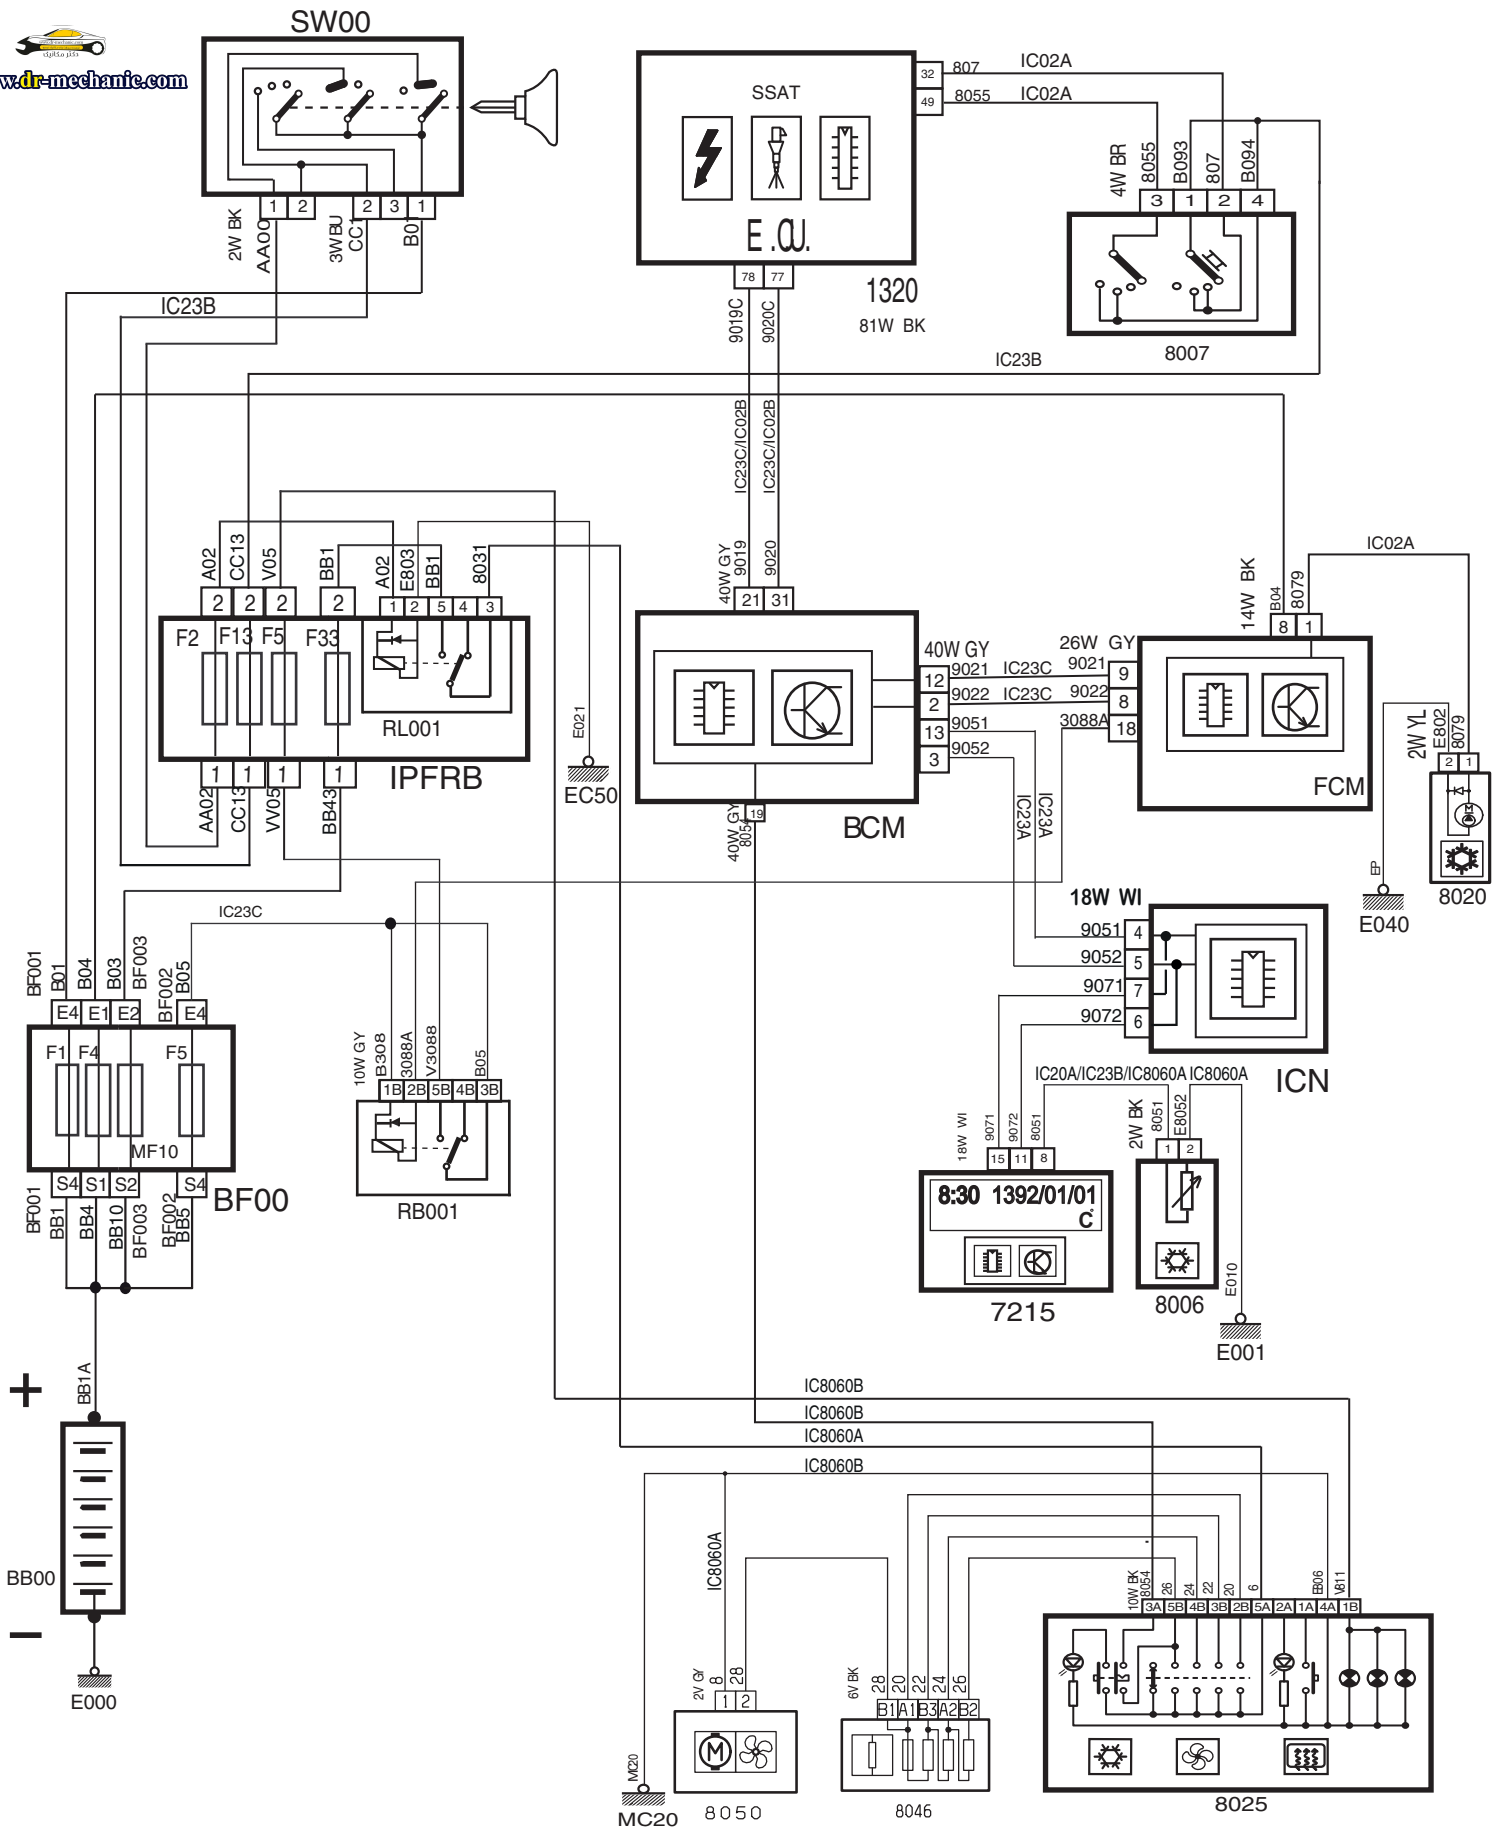 SW00
www.dr-mechanic.com
1 2 2 3 1
2W BK
AA00
3WBU
CC1
B01
IC23B
SSAT
E.CU.
32 807 IC02A
49 8055 IC02A
78 77
1320
81W BK
9019C
9020C
4W BR
8055
B093
807
B094
3 1 2 4
8007
IC23B
IC23C/IC02B
IC23C/IC02B
A02
CC13
V05
BB1
A02
E803
BB1
8031
2 2 2 2 1 2 5 4 3
F2 F13 F5 F33
RL001
1 1 1 1
IPFRB
AA02
CC13
VV05
BB43
E021
EC50
40W GY
9019
9020
21 31
40W GY
12 9021 IC23C 9021 9
2 9022 IC23C 9022 8
13 9051 3088A 18
3 9052
26W GY
BCM
19
40W GY
8054
IC23A
IC23A
14W BK
B04
8079
8 1
IC02A
FCM
2W YL
E802
8079
2 1
M
8020
EP
E040
IC23C
BF001
B01
B04
B03
BF003
BF002
B05
E4 E1 E2 E4
F1 F4 F5
MF10
S4 S1 S2 S4
BF00
BF001
BB1
BB4
BB10
BF003
BF002
BB5
10W GY
B308
3088A
V3088
B05
1B 2B 5B 4B 3B
RB001
18W WI
9051 4
9052 5
9071 7
9072 6
ICN
IC20A/IC23B/IC8060A IC8060A
18W WI
9071
9072
8051
15 11 8
8:30 1392/01/01
C°
7215
2W BK
8051
E8052
1 2
8006
E010
E001
BB1A
+
BB00
−
E000
IC8060B
IC8060B
IC8060A
IC8060B
IC8060A
2V GY
8
28
1 2
M
8050
MC20
MC20
6V BK
28
20
22
24
26
B1 A1 B3 A2 B2
8046
10W BK
8054
26
24
22
20
6
E806
V811
3A 5B 4B 3B 2B 5A 2A 1A 4A 1B
8025